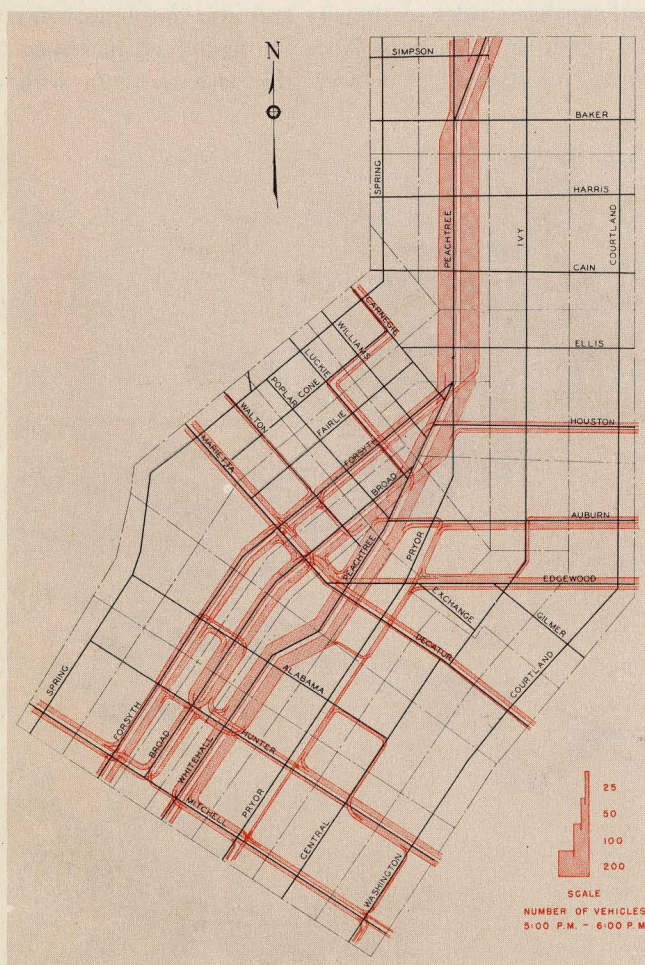 N
SIMPSON
BAKER
SPRING
HARRIS
PEACHTREE
IVY
COURTLAND
CAIN
CARNEGIE
WILLIAMS
ELLIS
LUCKIE
CONE
POPLAR
WALTON
FAIRLIE
HOUSTON
MARIETTA
FORSYTH
BROAD
AUBURN
PRYOR
PEACHTREE
EDGEWOOD
EXCHANGE
GILMER
DECATUR
COURTLAND
ALABAMA
SPRING
FORSYTH
BROAD
HUNTER
WHITEHALL
MITCHELL
PRYOR
CENTRAL
WASHINGTON
25
50
100
200
SCALE
NUMBER OF VEHICLES
5:00 P.M. - 6:00 P.M